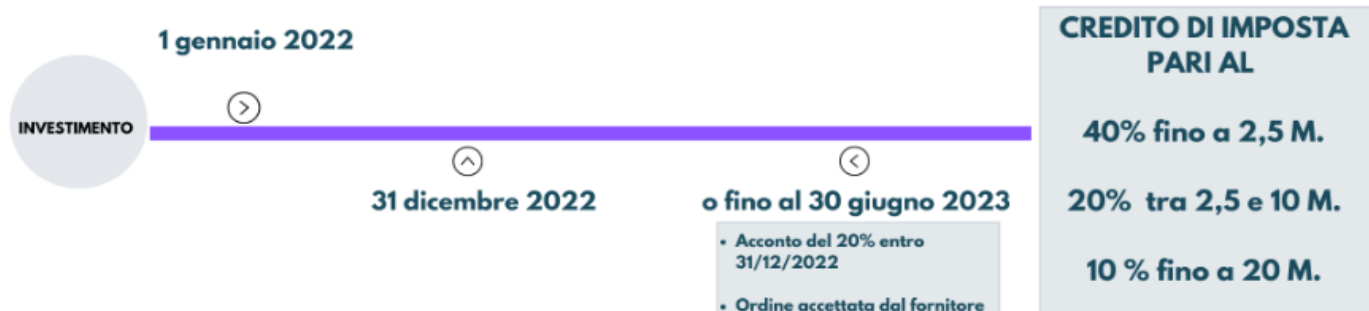 1 gennaio 2022
INVESTIMENTO
31 dicembre 2022
o fino al 30 giugno 2023
• Acconto del 20% entro
31/12/2022
• Ordine accettata dal fornitore
CREDITO DI IMPOSTA
PARI AL
40% fino a 2,5 M.
20% tra 2,5 e 10 M.
10 % fino a 20 M.